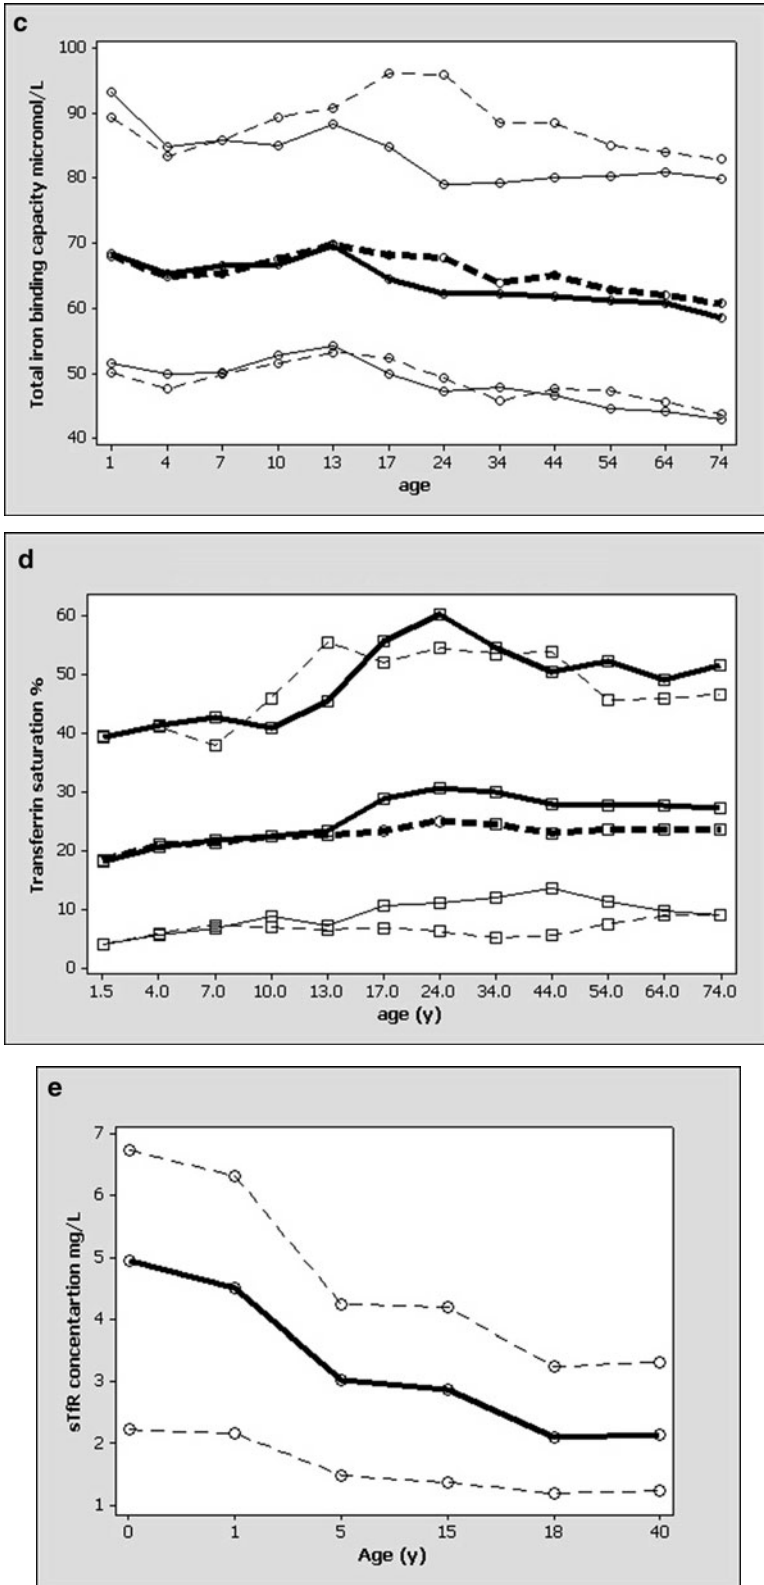 c
Total iron binding capacity micromol/L
100
90
80
70
60
50
40
1 4 7 10 13 17 24 34 44 54 64 74
age
d
Transferrin saturation %
60
50
40
30
20
10
0
1.5 4.0 7.0 10.0 13.0 17.0 24.0 34.0 44.0 54.0 64.0 74.0
age (y)
e
sTfR concentartion mg/L
7
6
5
4
3
2
1
0 1 5 15 18 40
Age (y)